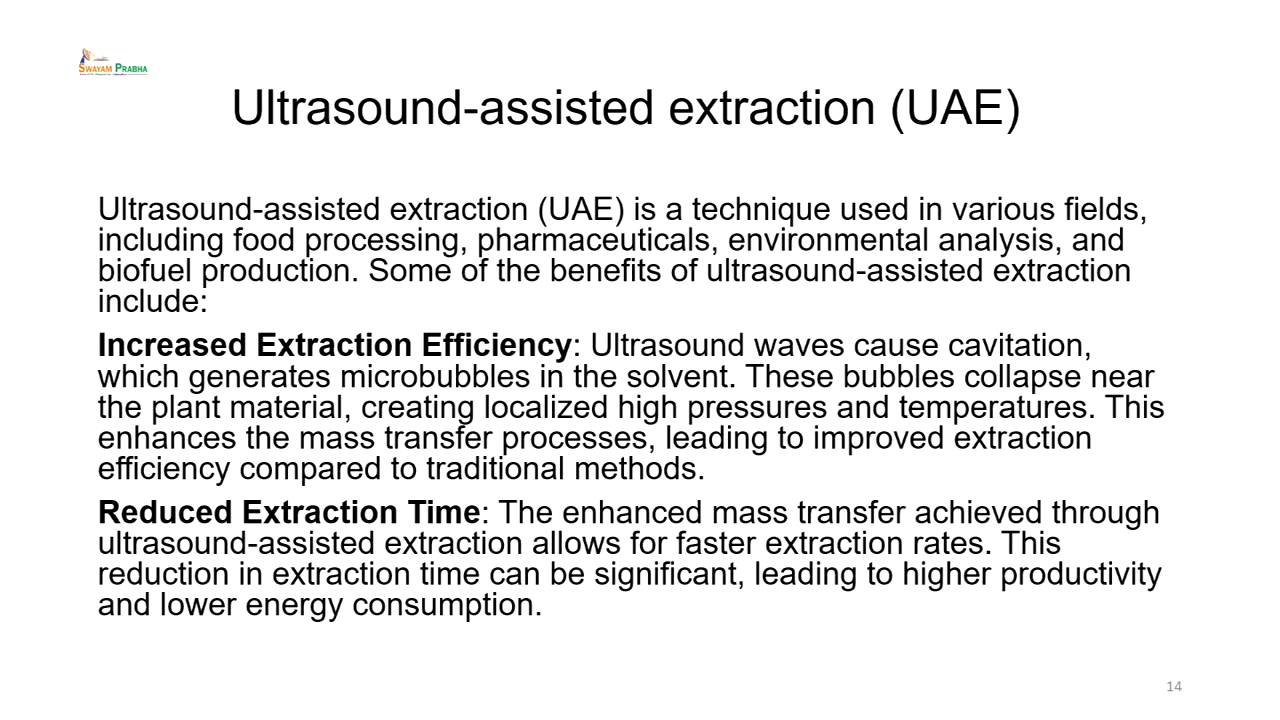 SWAYAM PRABHA
Ultrasound-assisted extraction (UAE)
Ultrasound-assisted extraction (UAE) is a technique used in various fields,
including food processing, pharmaceuticals, environmental analysis, and
biofuel production. Some of the benefits of ultrasound-assisted extraction
include:
Increased Extraction Efficiency: Ultrasound waves cause cavitation,
which generates microbubbles in the solvent. These bubbles collapse near
the plant material, creating localized high pressures and temperatures. This
enhances the mass transfer processes, leading to improved extraction
efficiency compared to traditional methods.
Reduced Extraction Time: The enhanced mass transfer achieved through
ultrasound-assisted extraction allows for faster extraction rates. This
reduction in extraction time can be significant, leading to higher productivity
and lower energy consumption.
14